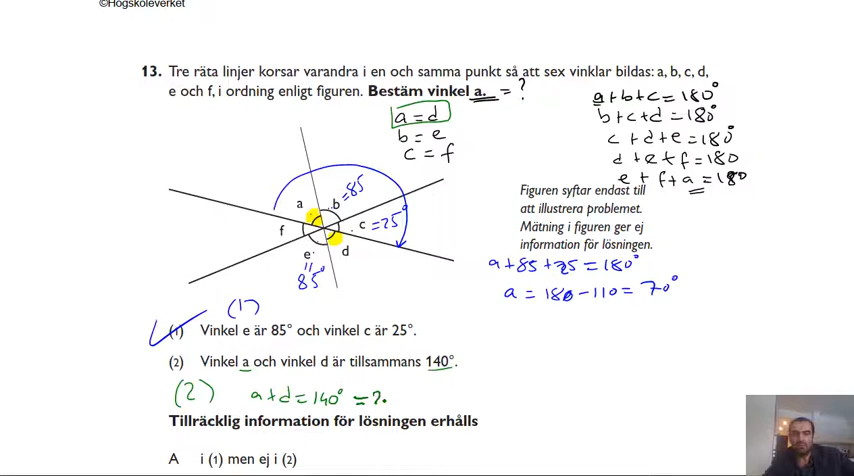 ©Högskoleverket
13. Tre räta linjer korsar varandra i en och samma punkt så att sex vinklar bildas: a, b, c, d,
e och f, i ordning enligt figuren. Bestäm vinkel a. = ?
a = d
b = e
c = f
a+b+c=180°
b+c+d=180°
c+d+e=180°
d+e+f=180
e+f+a=180
a
b
=85
c
=25°
f
e
d
=
85°
Figuren syftar endast till
att illustrera problemet.
Mätning i figuren ger ej
information för lösningen.
a+85+25=180°
a = 180-110= 70°
(1)
(1) Vinkel e är 85° och vinkel c är 25°.
(2) Vinkel a och vinkel d är tillsammans 140°.
(2) a+d=140° =?
Tillräcklig information för lösningen erhålls
A i (1) men ej i (2)